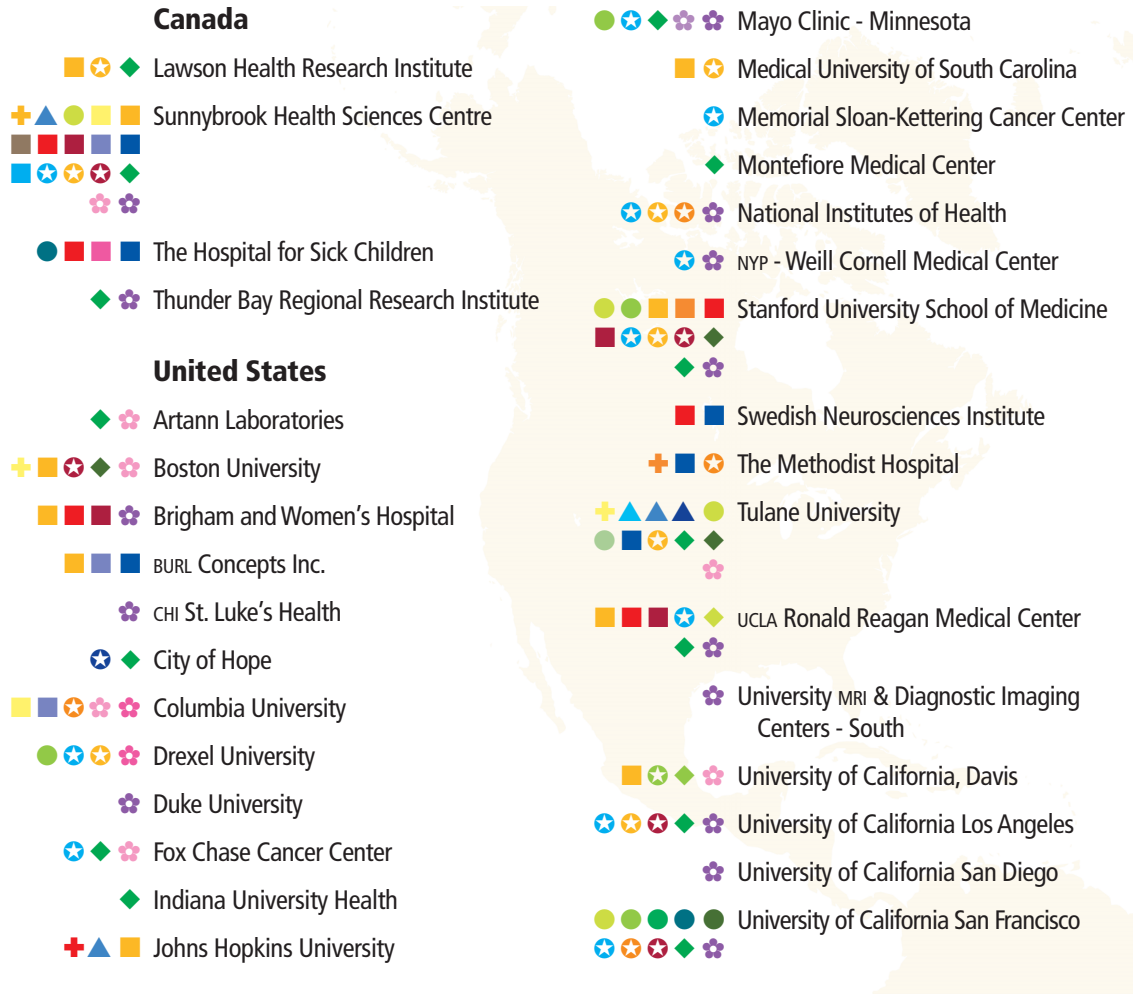 Canada
Lawson Health Research Institute
Sunnybrook Health Sciences Centre
The Hospital for Sick Children
Thunder Bay Regional Research Institute
United States
Artann Laboratories
Boston University
Brigham and Women's Hospital
BURL Concepts Inc.
CHI St. Luke's Health
City of Hope
Columbia University
Drexel University
Duke University
Fox Chase Cancer Center
Indiana University Health
Johns Hopkins University
Mayo Clinic - Minnesota
Medical University of South Carolina
Memorial Sloan-Kettering Cancer Center
Montefiore Medical Center
National Institutes of Health
NYP - Weill Cornell Medical Center
Stanford University School of Medicine
Swedish Neurosciences Institute
The Methodist Hospital
Tulane University
UCLA Ronald Reagan Medical Center
University MRI & Diagnostic Imaging
Centers - South
University of California, Davis
University of California Los Angeles
University of California San Diego
University of California San Francisco